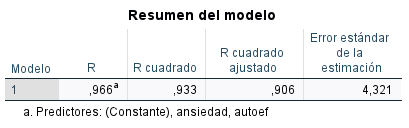 Resumen del modelo
Modelo R R cuadrado R cuadrado ajustado Error estándar de la estimación
1 ,966a ,933 ,906 4,321
a. Predictores: (Constante), ansiedad, autoef